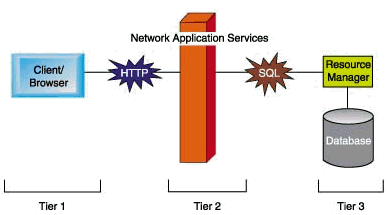 Network Application Services
Client/
Browser
HTTP
SQL
Resource
Manager
Database
Tier 1
Tier 2
Tier 3